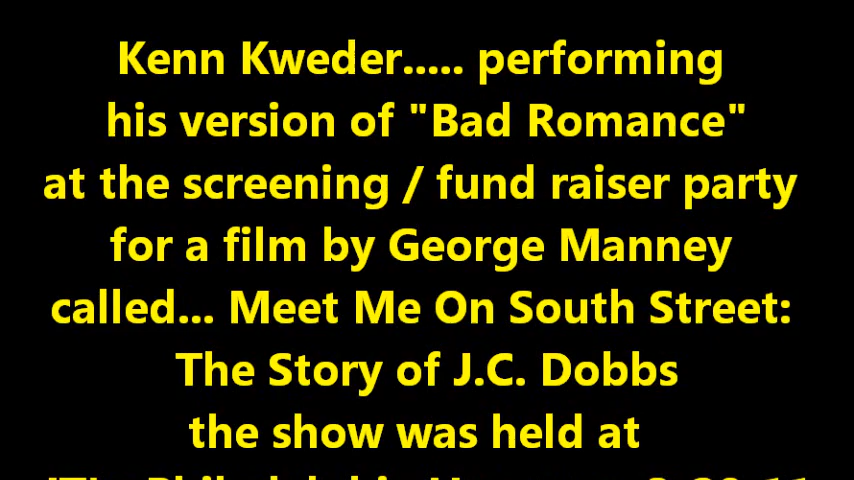 Kenn Kweder..... performing
his version of "Bad Romance"
at the screening / fund raiser party
for a film by George Manney
called... Meet Me On South Street:
The Story of J.C. Dobbs
the show was held at